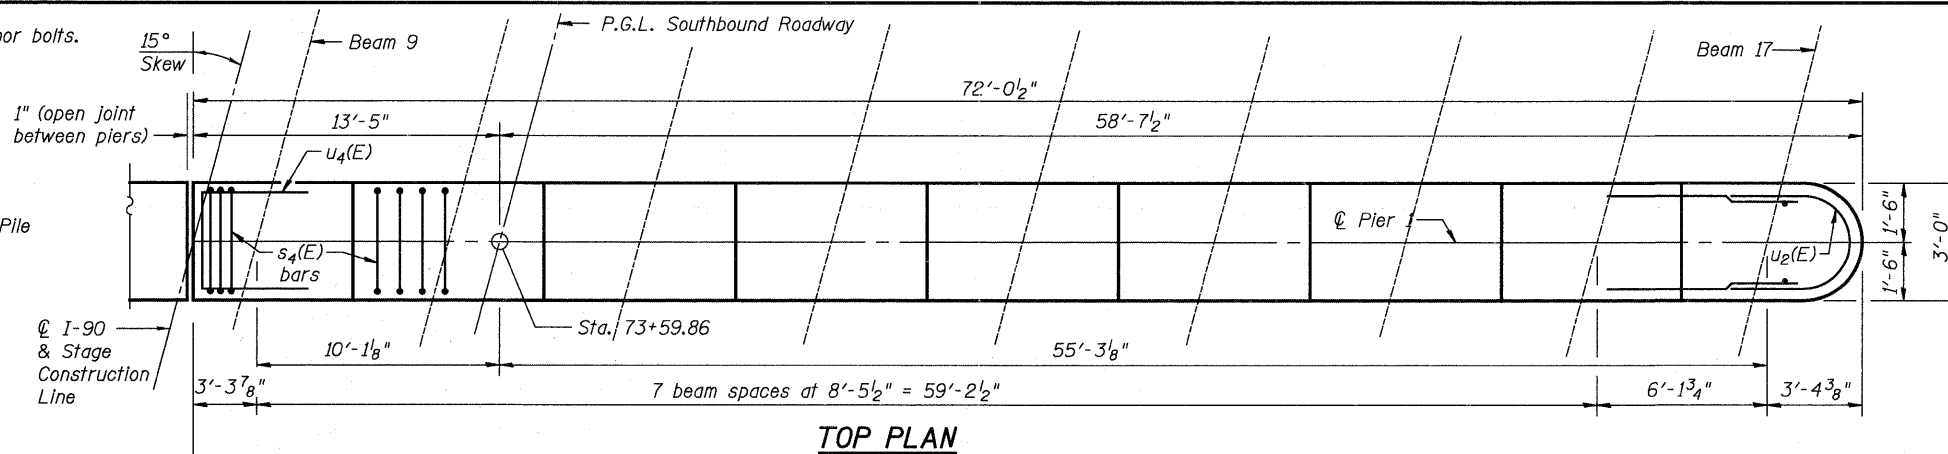 nor bolts.
15°
Skew
Beam 9
P.G.L. Southbound Roadway
Beam 17
72'-0½"
1" (open joint
between piers)
13'-5"
58'-7½"
u4(E)
Pile
s4(E)
bars
℄ Pier 1
u2(E)
1'-6"
1'-6"
3'-0"
℄ I-90
& Stage
Construction
Line
Sta. 73+59.86
10'-1⅛"
55'-3⅛"
3'-3⅞"
7 beam spaces at 8'-5½" = 59'-2½"
6'-1¾"
3'-4⅜"
TOP PLAN